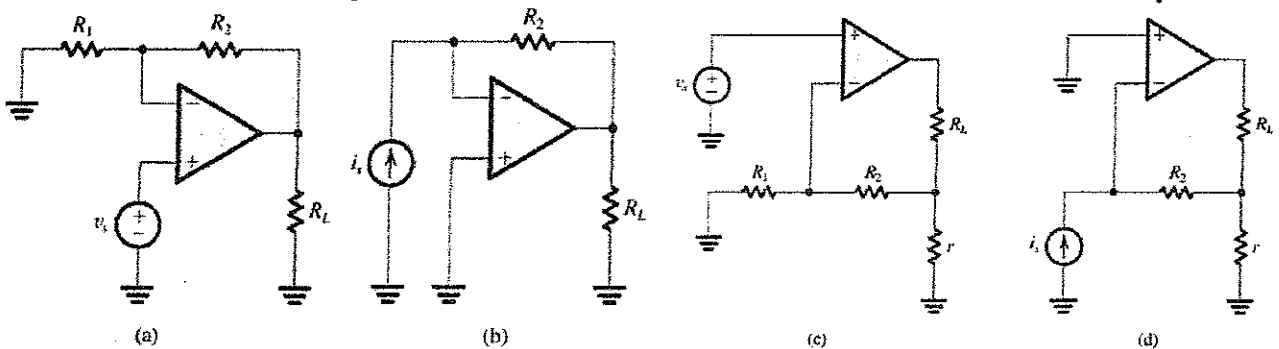 R1
R2
−
+
vs
+
−
RL
(a)
R2
−
+
is
RL
(b)
vs
+
−
+
−
RL
R1
R2
r
(c)
+
−
RL
R2
is
r
(d)